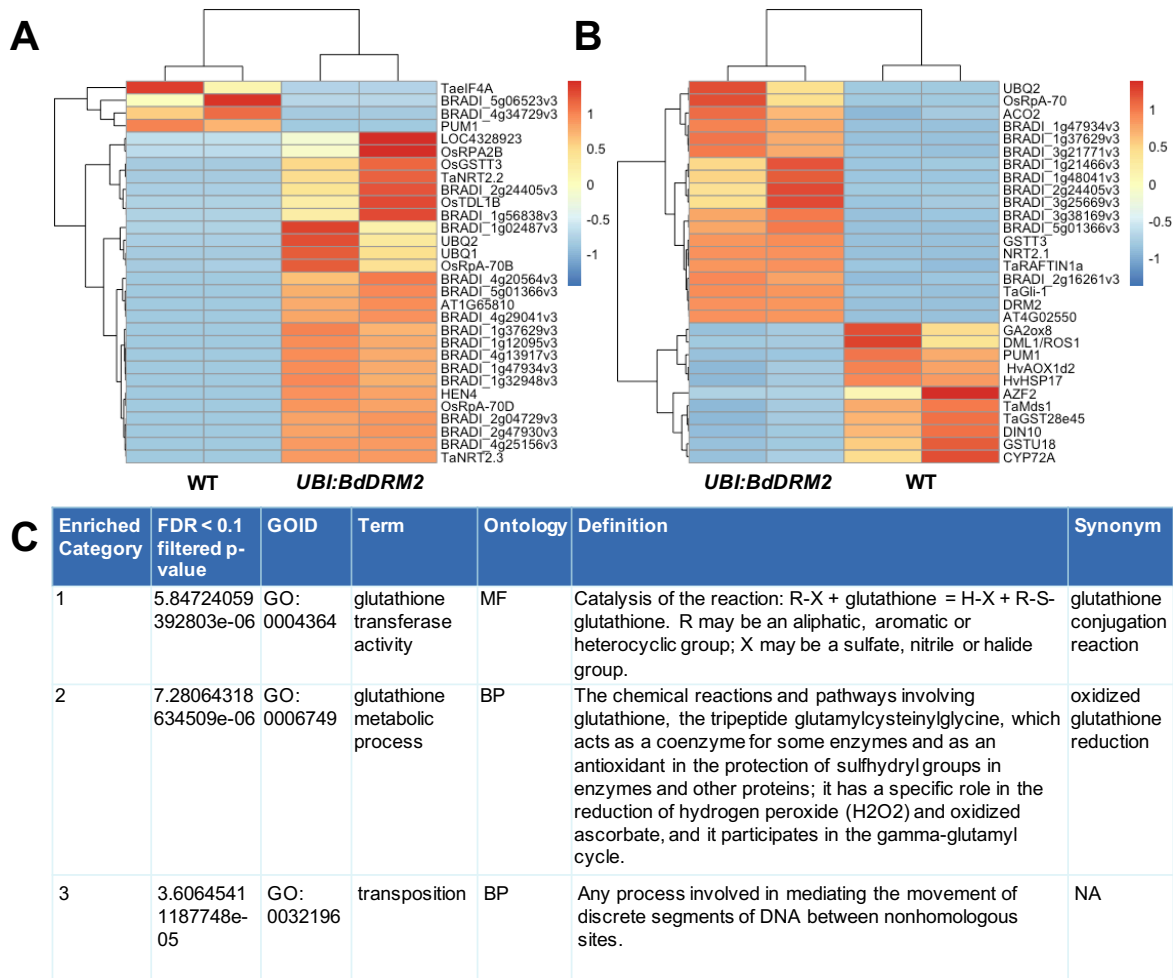 A
TaeIF4A
BRADI_5g06523v3
BRADI_4g34729v3
PUM1
LOC4328923
OsRPA2B
OsGSTT3
TaNRT2.2
BRADI_2g24405v3
OsTDL1B
BRADI_1g56838v3
BRADI_1g02487v3
UBQ2
UBQ1
OsRpA-70B
BRADI_4g20564v3
BRADI_5g01366v3
AT1G65810
BRADI_4g29041v3
BRADI_1g37629v3
BRADI_1g12095v3
BRADI_4g13917v3
BRADI_1g47934v3
BRADI_1g32948v3
HEN4
OsRpA-70D
BRADI_2g04729v3
BRADI_2g47930v3
BRADI_4g25156v3
TaNRT2.3
1
0.5
0
-0.5
-1
WT UBI:BdDRM2
B
UBQ2
OsRpA-70
ACO2
BRADI_1g47934v3
BRADI_1g37629v3
BRADI_3g21771v3
BRADI_1g21466v3
BRADI_1g48041v3
BRADI_2g24405v3
BRADI_3g25669v3
BRADI_3g38169v3
BRADI_5g01366v3
GSTT3
NRT2.1
TaRAFTIN1a
BRADI_2g16261v3
TaGli-1
DRM2
AT4G02550
GA2ox8
DML1/ROS1
PUM1
HvAOX1d2
HvHSP17
AZF2
TaMds1
TaGST28e45
DIN10
GSTU18
CYP72A
1
0.5
0
-0.5
-1
UBI:BdDRM2 WT
C
Enriched
Category
FDR < 0.1
filtered p-
value
GOID
Term
Ontology
Definition
Synonym
1
5.84724059
392803e-06
GO:
0004364
glutathione
transferase
activity
MF
Catalysis of the reaction: R-X + glutathione = H-X + R-S-
glutathione. R may be an aliphatic, aromatic or
heterocyclic group; X may be a sulfate, nitrile or halide
group.
glutathione
conjugation
reaction
2
7.28064318
634509e-06
GO:
0006749
glutathione
metabolic
process
BP
The chemical reactions and pathways involving
glutathione, the tripeptide glutamylcysteinylglycine, which
acts as a coenzyme for some enzymes and as an
antioxidant in the protection of sulfhydryl groups in
enzymes and other proteins; it has a specific role in the
reduction of hydrogen peroxide (H2O2) and oxidized
ascorbate, and it participates in the gamma-glutamyl
cycle.
oxidized
glutathione
reduction
3
3.6064541
1187748e-
05
GO:
0032196
transposition
BP
Any process involved in mediating the movement of
discrete segments of DNA between nonhomologous
sites.
NA